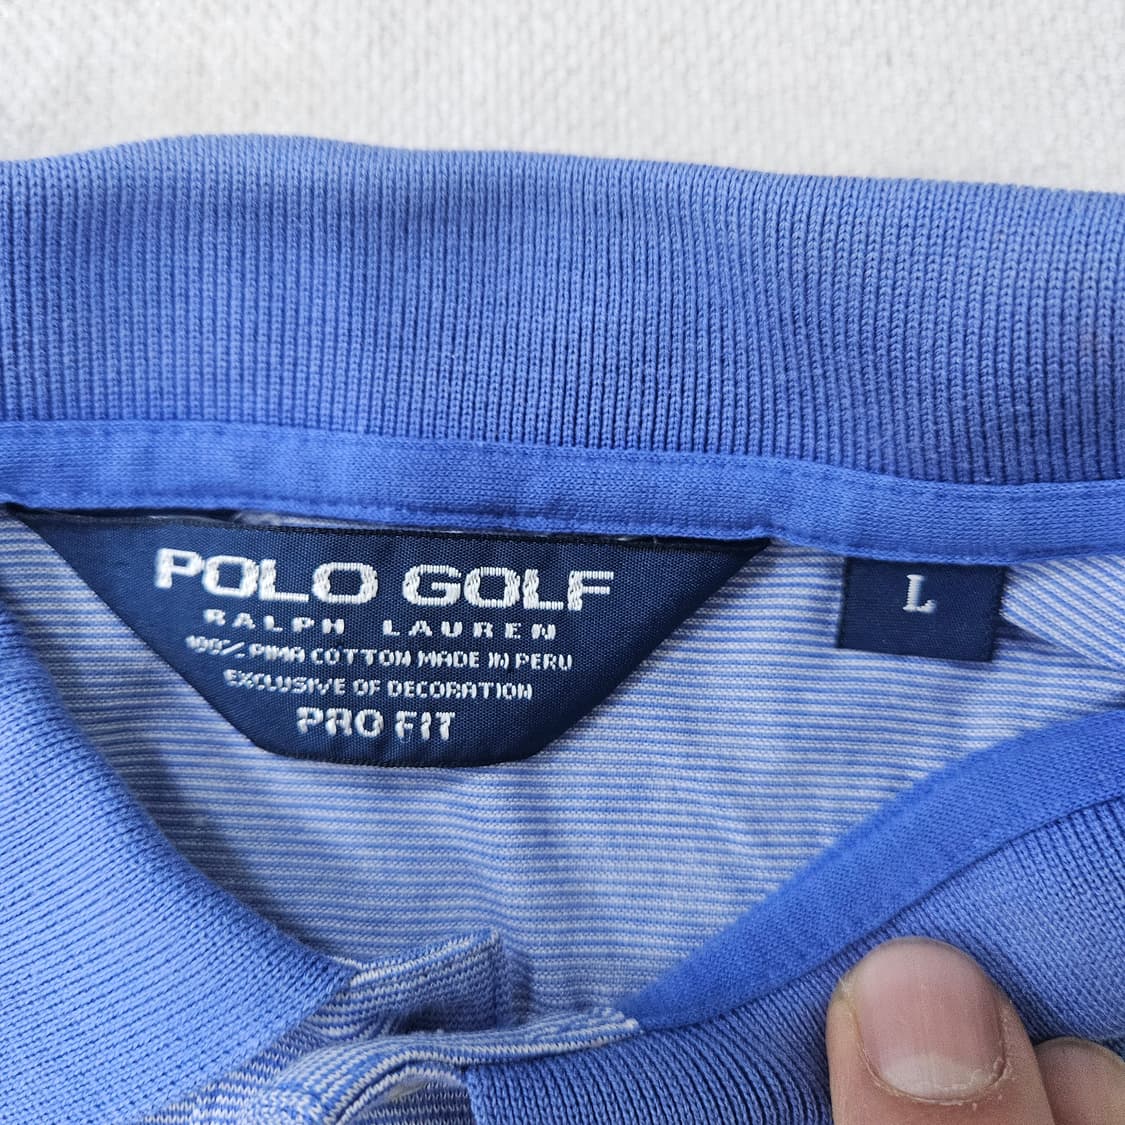 POLO GOLF
RALPH LAUREN
100% PIMA COTTON MADE IN PERU
EXCLUSIVE OF DECORATION
PRO FIT
L